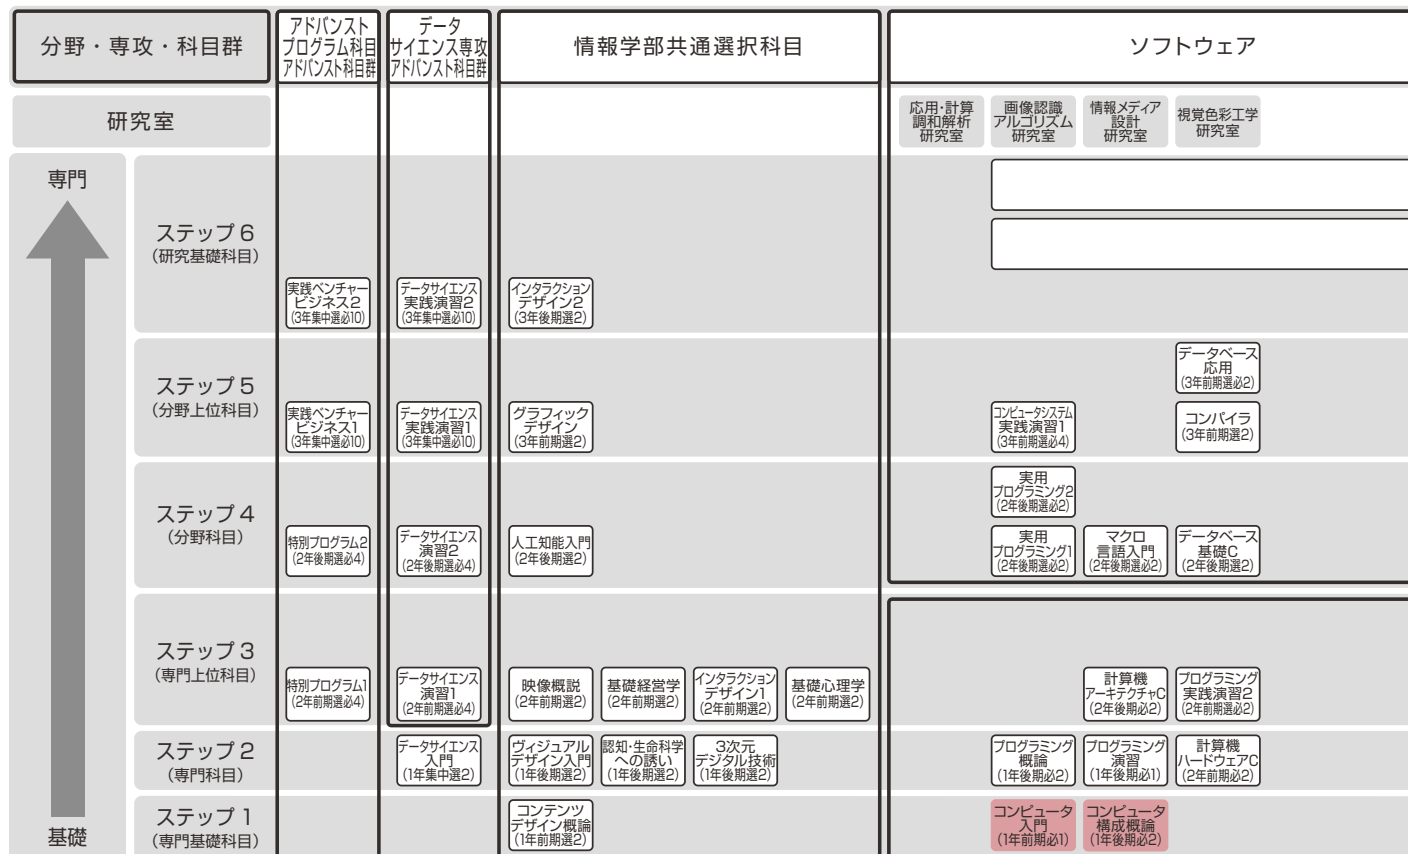 分野・専攻・科目群
アドバンスト
プログラム科目
アドバンスト科目群
データ
サイエンス専攻
アドバンスト科目群
情報学部共通選択科目
ソフトウェア
研究室
応用・計算
調和解析
研究室
画像認識
アルゴリズム
研究室
情報メディア
設計
研究室
視覚色彩工学
研究室
専門
ステップ6
(研究基礎科目)
実践ベンチャー
ビジネス2
(3年集中選必10)
データサイエンス
実践演習2
(3年集中選必10)
インタラクション
デザイン2
(3年後期選2)
ステップ5
(分野上位科目)
データベース
応用
(3年前期選必2)
実践ベンチャー
ビジネス1
(3年集中選必10)
データサイエンス
実践演習1
(3年集中選必10)
グラフィック
デザイン
(3年前期選2)
コンピュータシステム
実践演習1
(3年前期選必4)
コンパイラ
(3年前期選2)
ステップ4
(分野科目)
実用
プログラミング2
(2年後期選必2)
特別プログラム2
(2年後期選必4)
データサイエンス
演習2
(2年後期選必4)
人工知能入門
(2年後期選2)
実用
プログラミング1
(2年後期選必2)
マクロ
言語入門
(2年後期選必2)
データベース
基礎C
(2年後期選2)
ステップ3
(専門上位科目)
特別プログラム1
(2年前期選必4)
データサイエンス
演習1
(2年前期選必4)
映像概説
(2年前期選2)
基礎経営学
(2年前期選2)
インタラクション
デザイン1
(2年前期選2)
基礎心理学
(2年前期選2)
計算機
アーキテクチャC
(2年後期必2)
プログラミング
実践演習2
(2年前期選必2)
ステップ2
(専門科目)
データサイエンス
入門
(1年集中選2)
ヴィジュアル
デザイン入門
(1年後期選2)
認知・生命科学
への誘い
(1年後期選2)
3次元
デジタル技術
(1年後期選2)
プログラミング
概論
(1年後期必2)
プログラミング
演習
(1年後期必1)
計算機
ハードウェアC
(2年前期必2)
基礎
ステップ1
(専門基礎科目)
コンテンツ
デザイン概論
(1年前期選2)
コンピュータ
入門
(1年前期必1)
コンピュータ
構成概論
(1年後期必2)